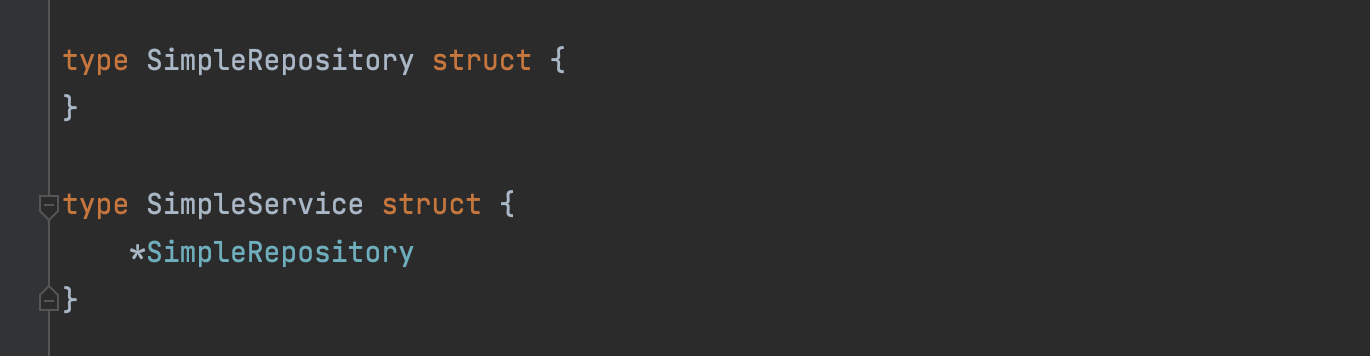 type SimpleRepository struct {
}
type SimpleService struct {
    *SimpleRepository
}